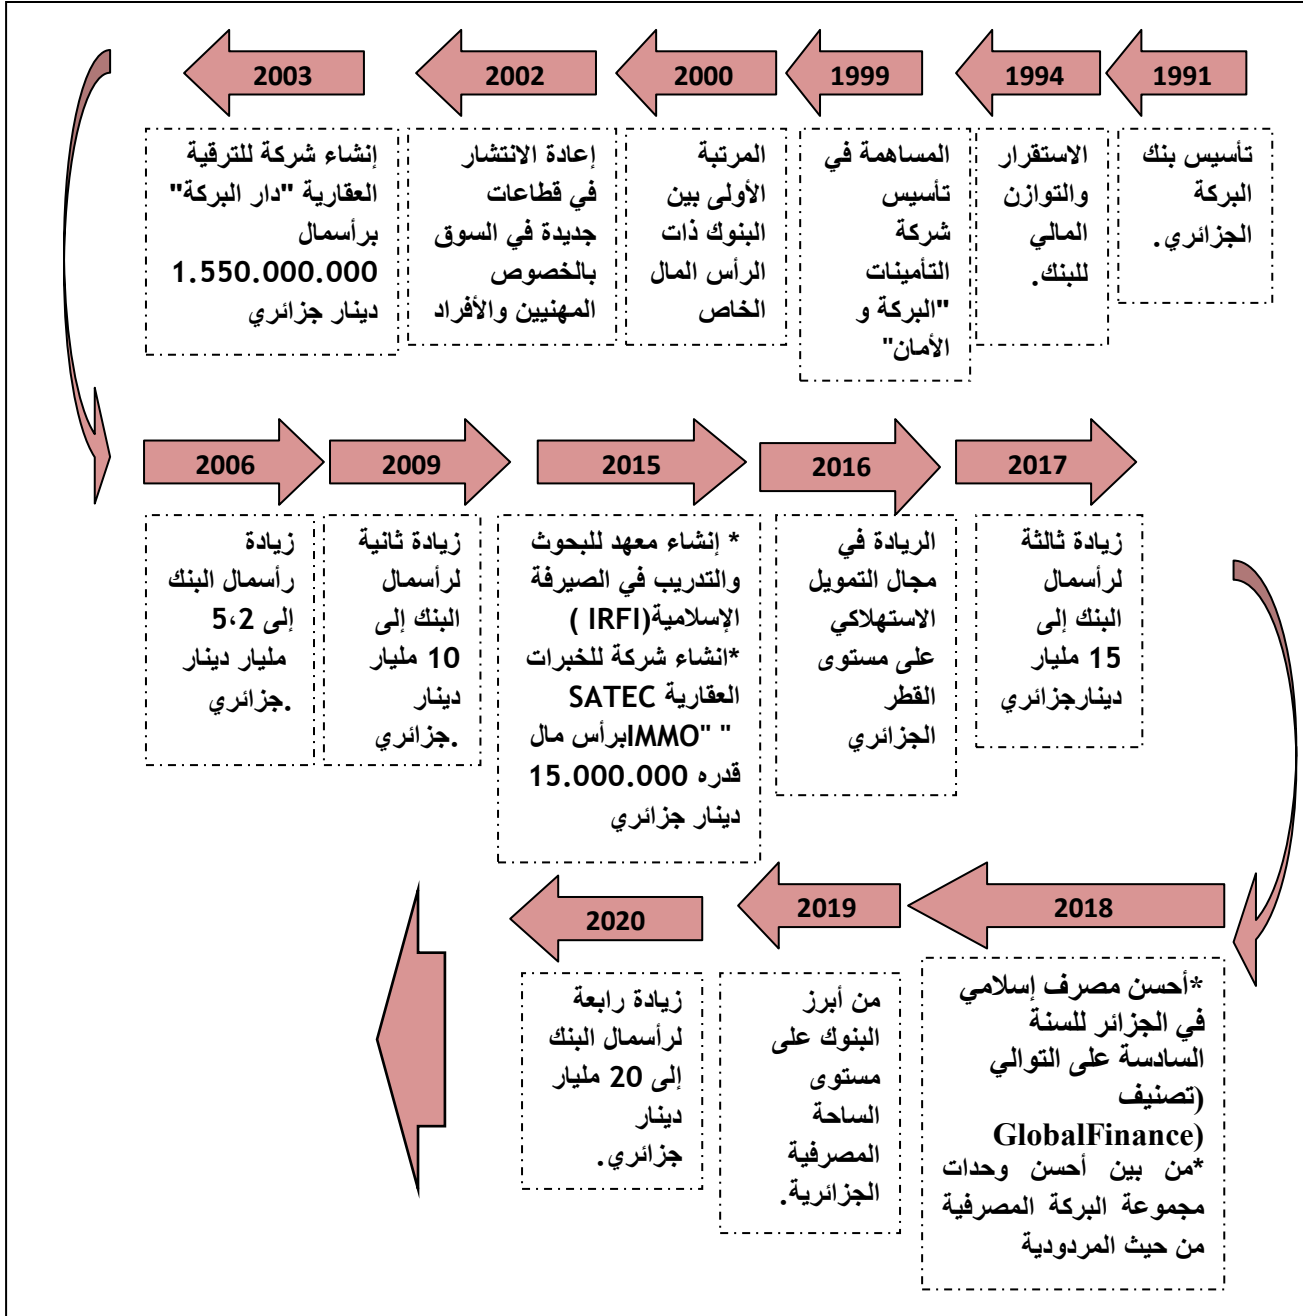 1991
تأسيس بنك
البركة
الجزائري.
1994
الاستقرار
والتوازن
المالي
للبنك.
1999
المساهمة في
تأسيس
شركة
التأمينات
"البركة و
الأمان"
2000
المرتبة
الأولى بين
البنوك ذات
الرأس المال
الخاص
2002
إعادة الانتشار
في قطاعات
جديدة في السوق
بالخصوص
المهنيين والأفراد
2003
إنشاء شركة للترقية
العقارية "دار البركة"
برأسمال
1.550.000.000
دينار جزائري
2006
زيادة
رأسمال البنك
إلى 5،2
مليار دينار
.جزائري
2009
زيادة ثانية
لرأسمال
البنك إلى
10 مليار
دينار
.جزائري
2015
* إنشاء معهد للبحوث
والتدريب في الصيرفة
الإسلامية(IRFI )
*انشاء شركة للخبرات
العقارية SATEC
" "IMMOبرأس مال
قدره 15.000.000
دينار جزائري
2016
الريادة في
مجال التمويل
الاستهلاكي
على مستوى
القطر
الجزائري
2017
زيادة ثالثة
لرأسمال
البنك إلى
15 مليار
دينارجزائري
2018
*أحسن مصرف إسلامي
في الجزائر للسنة
السادسة على التوالي
(تصنيف
GlobalFinance)
*من بين أحسن وحدات
مجموعة البركة المصرفية
من حيث المردودية
2019
من أبرز
البنوك على
مستوى
الساحة
المصرفية
الجزائرية.
2020
زيادة رابعة
لرأسمال البنك
إلى 20 مليار
دينار
جزائري.